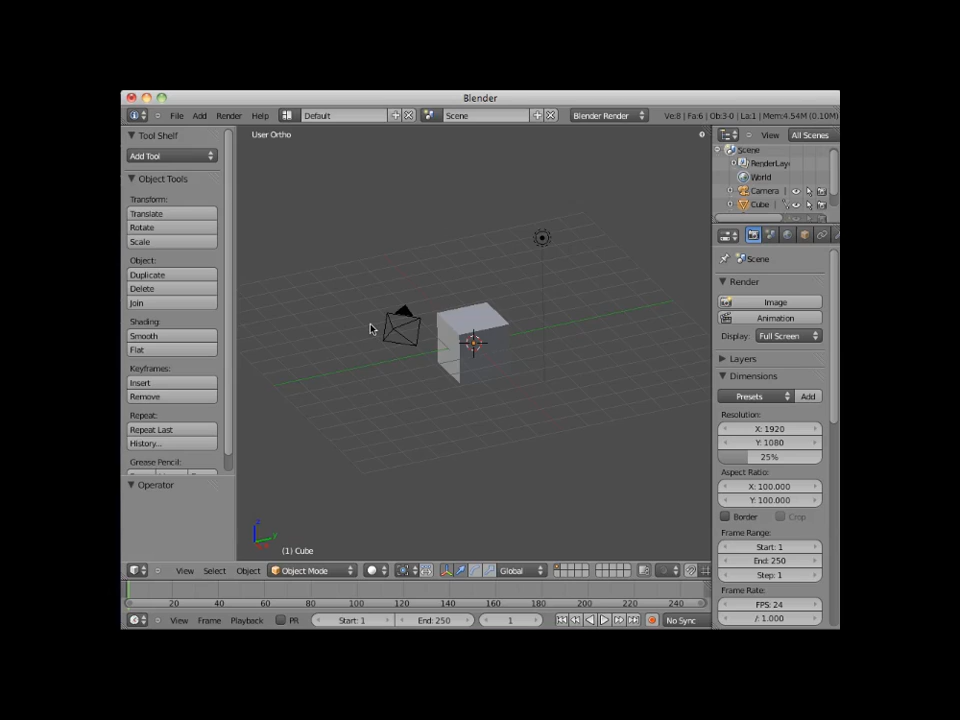 Blender
File Add Render Help Default Scene Blender Render Ve:8 | Fa:6 | Ob:3-0 | La:1 | Mem:4.54M (0.10M)
Tool Shelf
Add Tool
Object Tools
Transform:
Translate
Rotate
Scale
Object:
Duplicate
Delete
Join
Shading:
Smooth
Flat
Keyframes:
Insert
Remove
Repeat:
Repeat Last
History...
Grease Pencil:
Operator
User Ortho
(1) Cube
View Select Object Object Mode Global
20 40 60 80 100 120 140 160 180 200 220 240
View Frame Playback PR Start: 1 End: 250 1 No Sync
View All Scenes
Scene
RenderLay
World
Camera
Cube
Scene
Render
Image
Animation
Display: Full Screen
Layers
Dimensions
Presets Add
Resolution:
X: 1920
Y: 1080
25%
Aspect Ratio:
X: 100.000
Y: 100.000
Border Crop
Frame Range:
Start: 1
End: 250
Step: 1
Frame Rate:
FPS: 24
/: 1.000